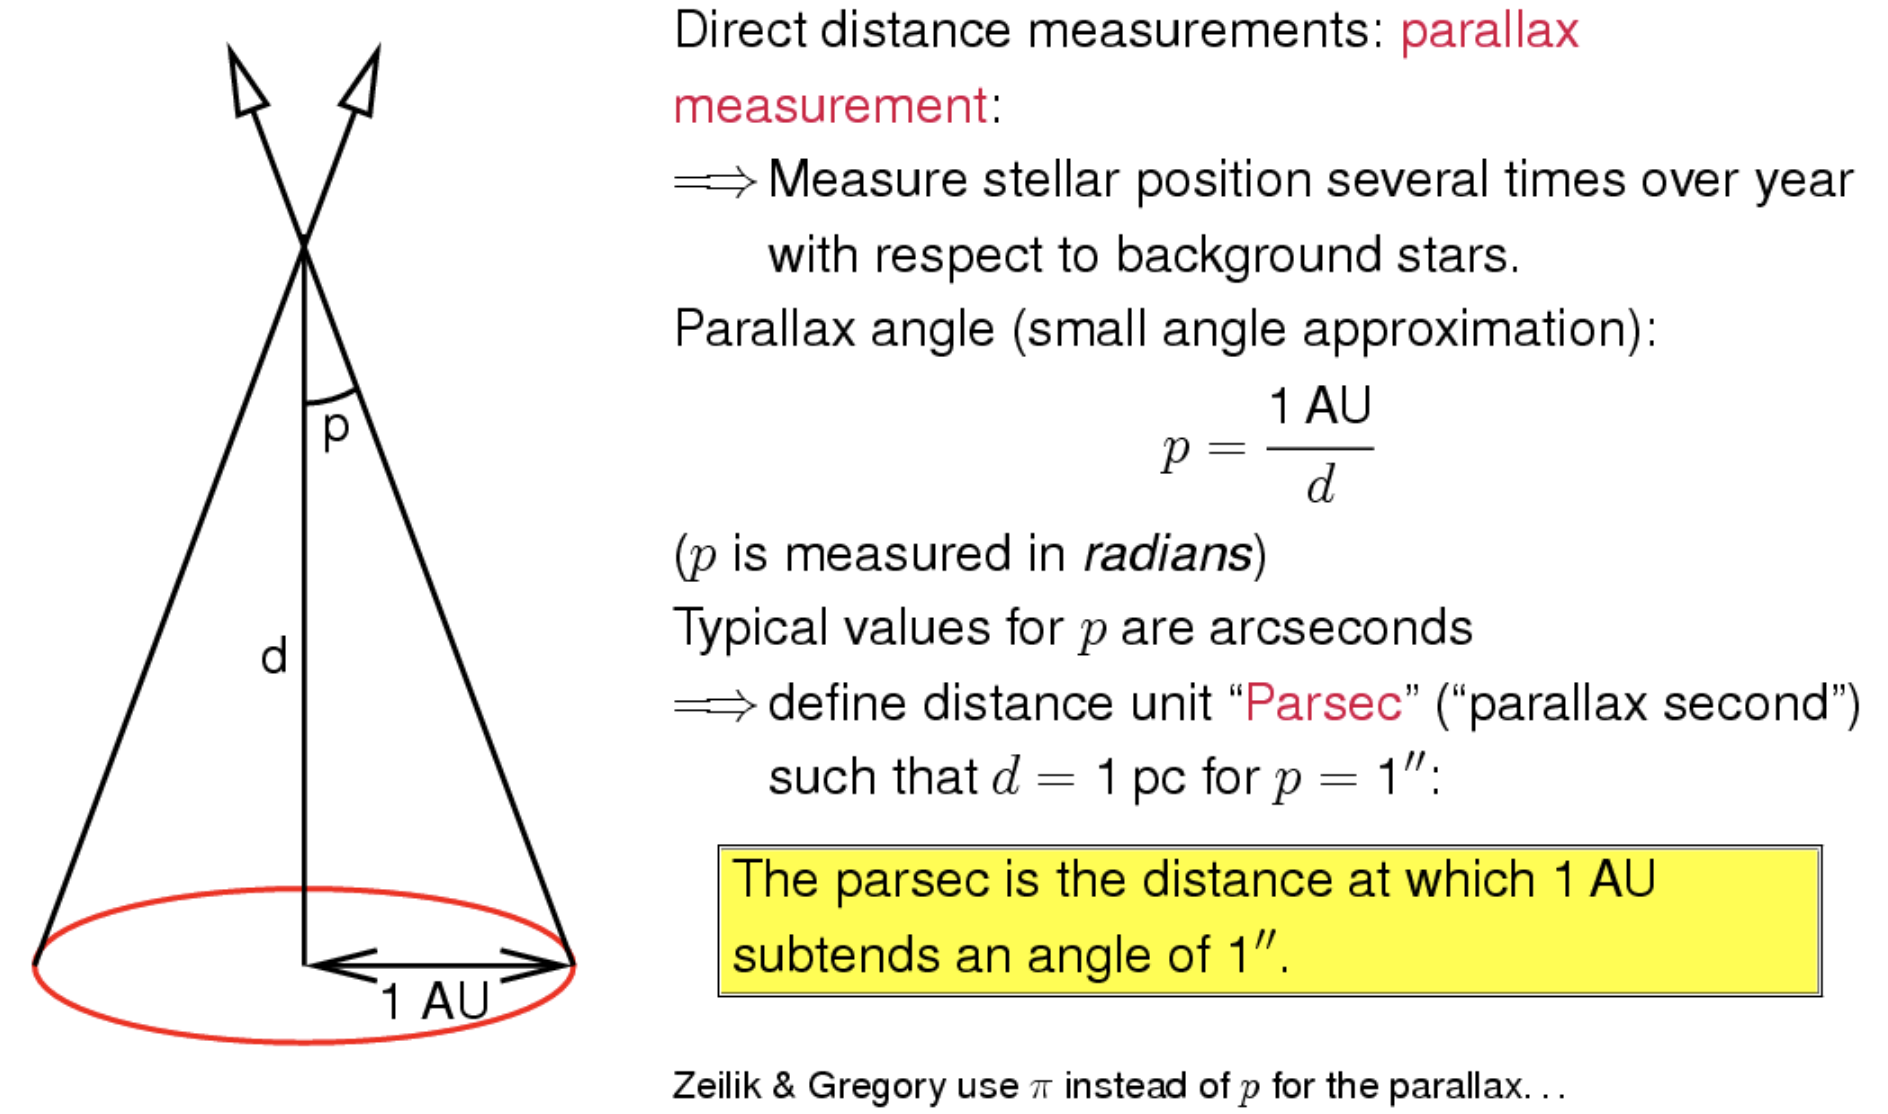 Direct distance measurements: parallax
measurement:
⟹ Measure stellar position several times over year
with respect to background stars.
Parallax angle (small angle approximation):
p = 1 AU / d
(p is measured in radians)
Typical values for p are arcseconds
⟹ define distance unit “Parsec” (“parallax second”)
such that d = 1 pc for p = 1″:
The parsec is the distance at which 1 AU
subtends an angle of 1″.
Zeilik & Gregory use π instead of p for the parallax...
p
d
1 AU